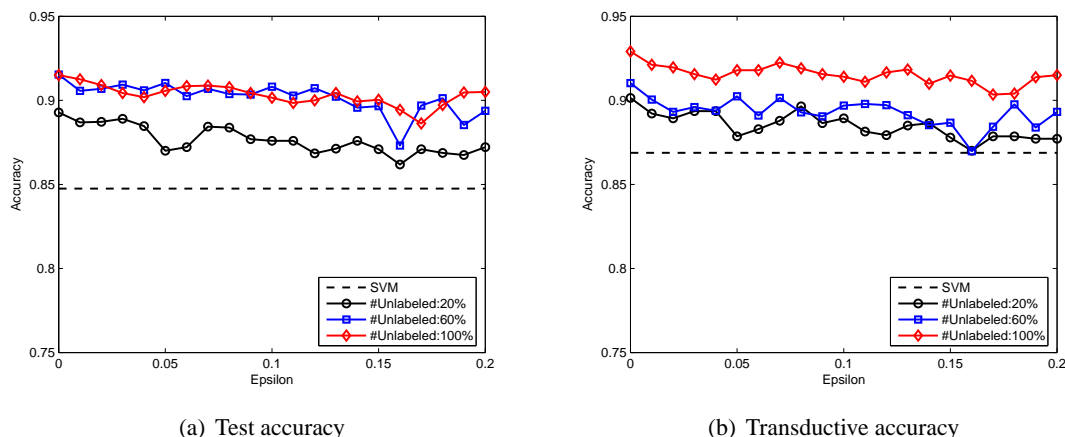 0.95
0.9
0.85
0.8
0.75
Accuracy
0 0.05 0.1 0.15 0.2
Epsilon
SVM
#Unlabeled:20%
#Unlabeled:60%
#Unlabeled:100%
(a) Test accuracy
0.95
0.9
0.85
0.8
0.75
Accuracy
0 0.05 0.1 0.15 0.2
Epsilon
SVM
#Unlabeled:20%
#Unlabeled:60%
#Unlabeled:100%
(b) Transductive accuracy